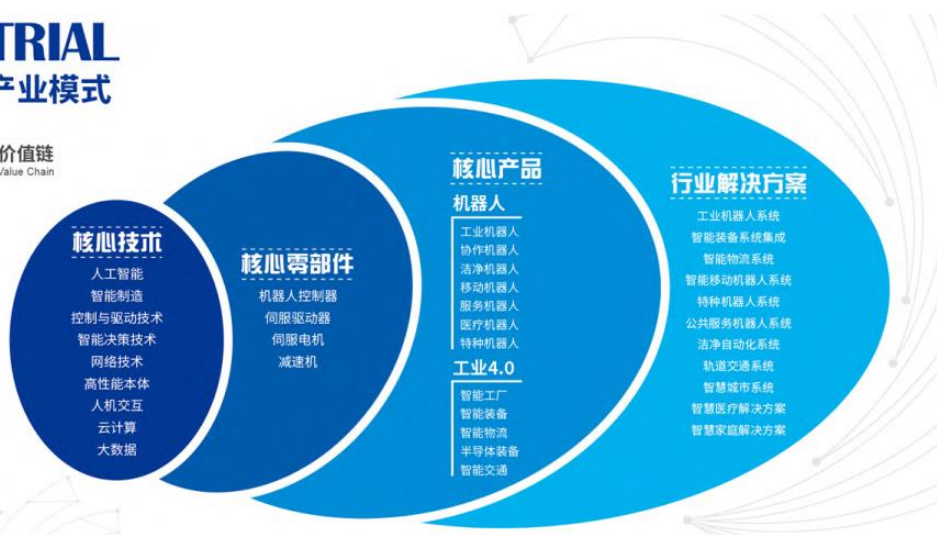 TRIAL
产业模式
价值链
Value Chain
核心技术
人工智能
智能制造
控制与驱动技术
智能决策技术
网络技术
高性能本体
人机交互
云计算
大数据
核心零部件
机器人控制器
伺服驱动器
伺服电机
减速机
核心产品
机器人
工业机器人
协作机器人
洁净机器人
移动机器人
服务机器人
医疗机器人
特种机器人
工业4.0
智能工厂
智能装备
智能物流
半导体装备
智能交通
行业解决方案
工业机器人系统
智能装备系统集成
智能物流系统
智能移动机器人系统
特种机器人系统
公共服务机器人系统
洁净自动化系统
轨道交通系统
智慧城市系统
智慧医疗解决方案
智慧家庭解决方案